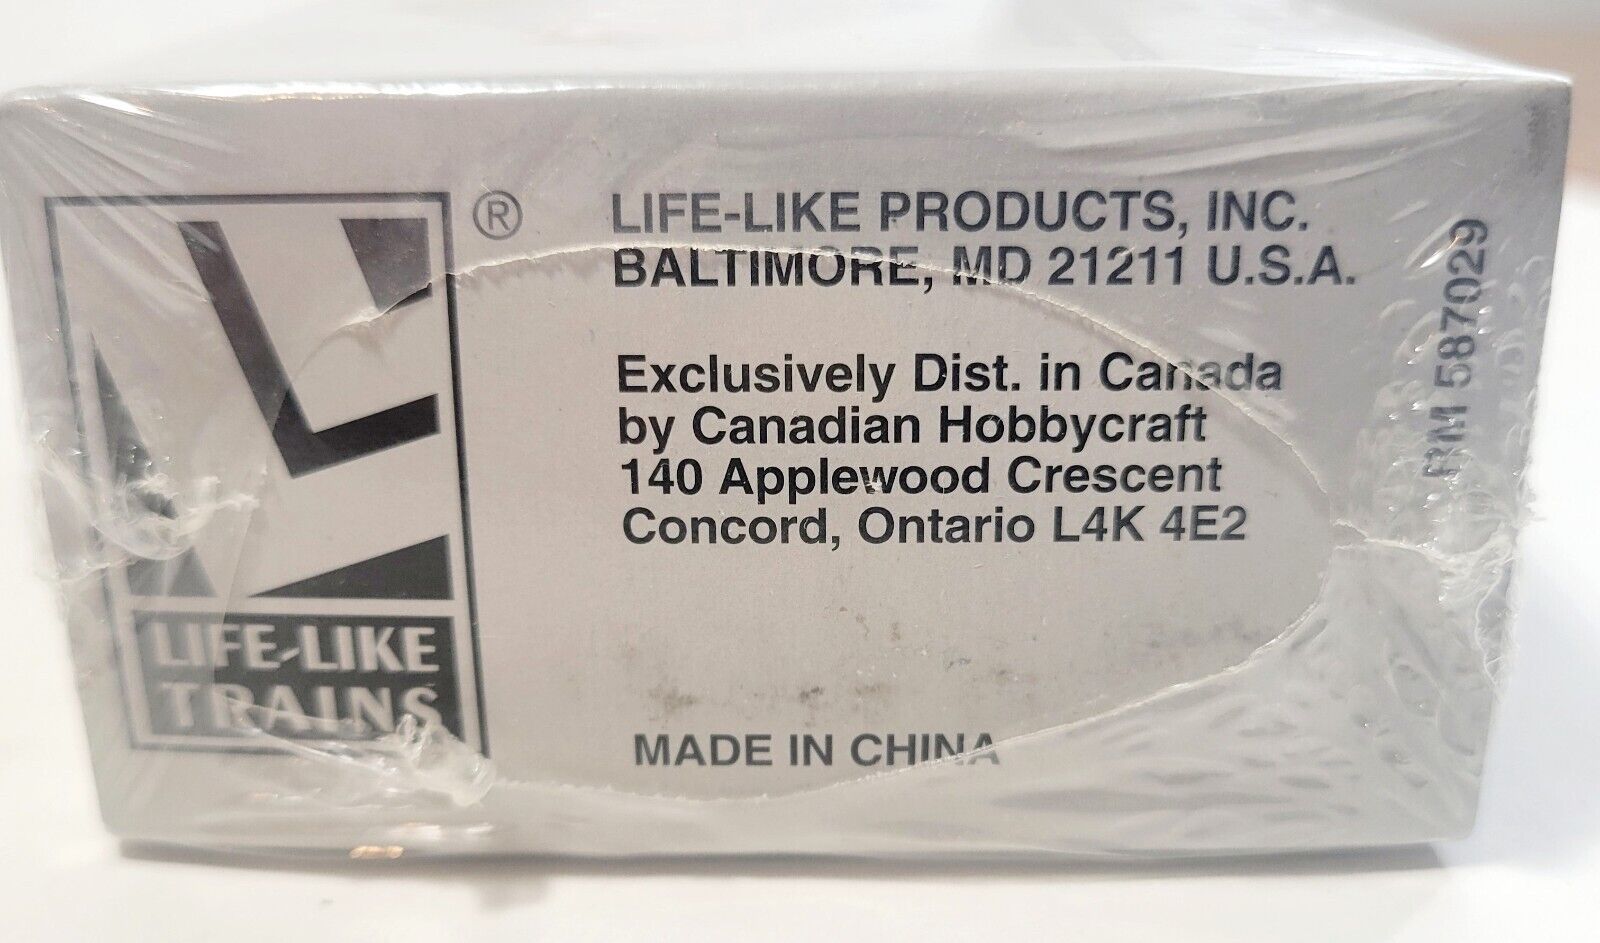 ®
LIFE-LIKE
TRAINS
LIFE-LIKE PRODUCTS, INC.
BALTIMORE, MD 21211 U.S.A.
Exclusively Dist. in Canada
by Canadian Hobbycraft
140 Applewood Crescent
Concord, Ontario L4K 4E2
MADE IN CHINA
587029